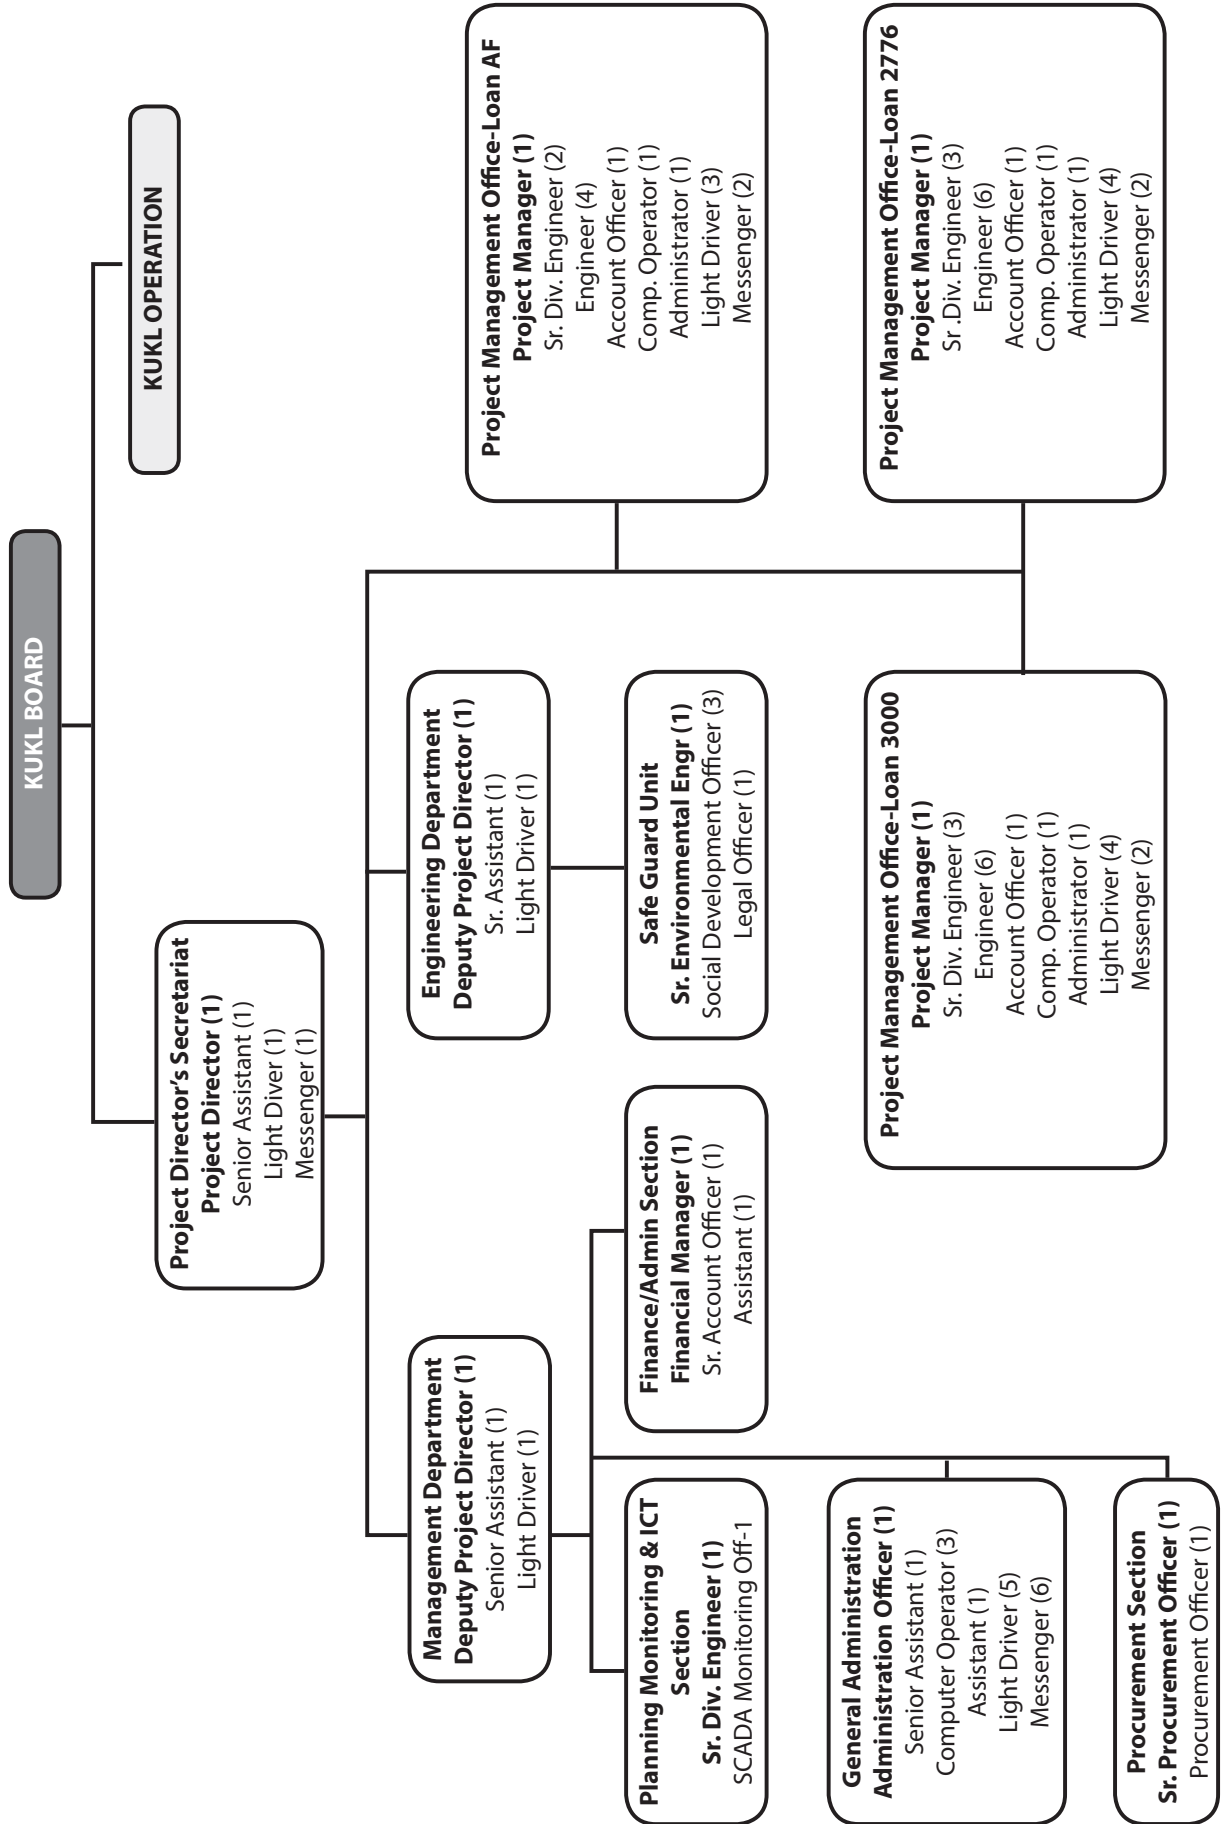 KUKL BOARD
KUKL OPERATION
Project Director's Secretariat
Project Director (1)
Senior Assistant (1)
Light Diver (1)
Messenger (1)
Management Department
Deputy Project Director (1)
Senior Assistant (1)
Light Driver (1)
Engineering Department
Deputy Project Director (1)
Sr. Assistant (1)
Light Driver (1)
Project Management Office-Loan AF
Project Manager (1)
Sr. Div. Engineer (2)
Engineer (4)
Account Officer (1)
Comp. Operator (1)
Administrator (1)
Light Driver (3)
Messenger (2)
Planning Monitoring & ICT
Section
Sr. Div. Engineer (1)
SCADA Monitoring Off-1
Finance/Admin Section
Financial Manager (1)
Sr. Account Officer (1)
Assistant (1)
Safe Guard Unit
Sr. Environmental Engr (1)
Social Development Officer (3)
Legal Officer (1)
General Administration
Administration Officer (1)
Senior Assistant (1)
Computer Operator (3)
Assistant (1)
Light Driver (5)
Messenger (6)
Project Management Office-Loan 3000
Project Manager (1)
Sr. Div. Engineer (3)
Engineer (6)
Account Officer (1)
Comp. Operator (1)
Administrator (1)
Light Driver (4)
Messenger (2)
Project Management Office-Loan 2776
Project Manager (1)
Sr .Div. Engineer (3)
Engineer (6)
Account Officer (1)
Comp. Operator (1)
Administrator (1)
Light Driver (4)
Messenger (2)
Procurement Section
Sr. Procurement Officer (1)
Procurement Officer (1)